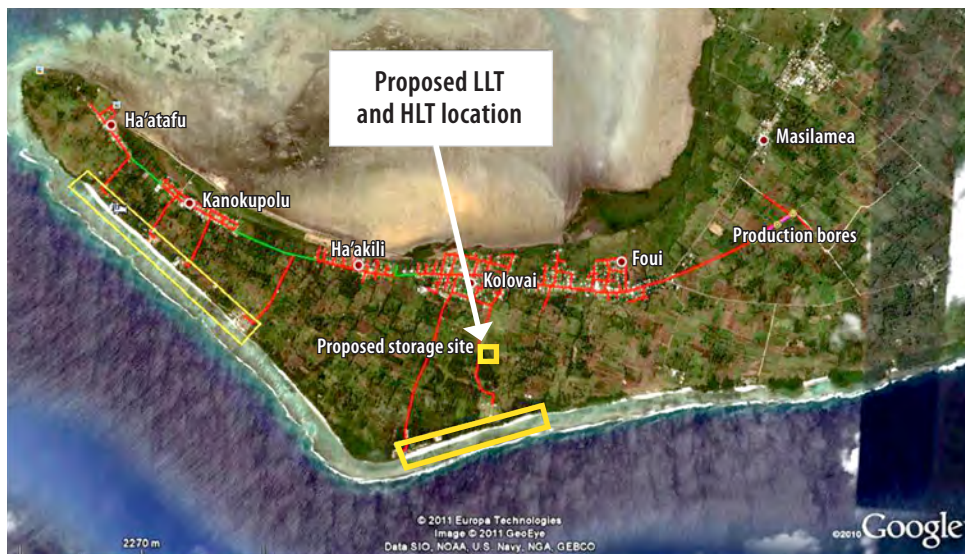 Proposed LLT
and HLT location
Ha'atafu
Masilamea
Kanokupolu
Production bores
Ha'akili
Foui
Kolovai
Proposed storage site
© 2011 Europa Technologies
Image © 2011 GeoEye
Data SIO, NOAA, U.S. Navy, NGA, GEBCO
2270 m
©2010 Google